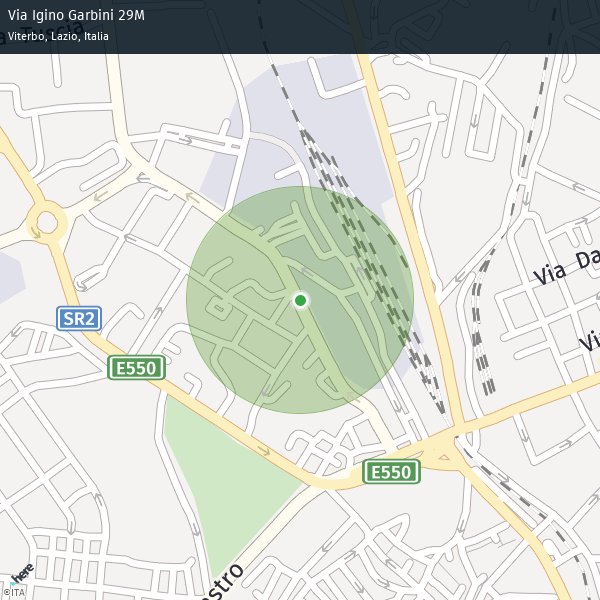 Via Igino Garbini 29M
Viterbo, Lazio, Italia
Via Da
SR2
Vi
E550
E550
stro
here
©ITA